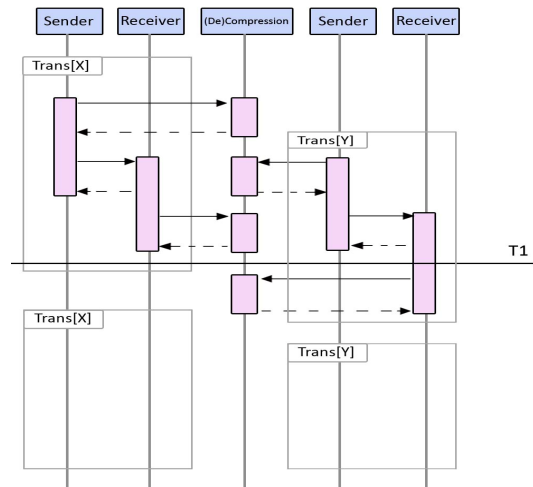 Sender
Receiver
(De)Compression
Sender
Receiver
Trans[X]
Trans[Y]
T1
Trans[X]
Trans[Y]